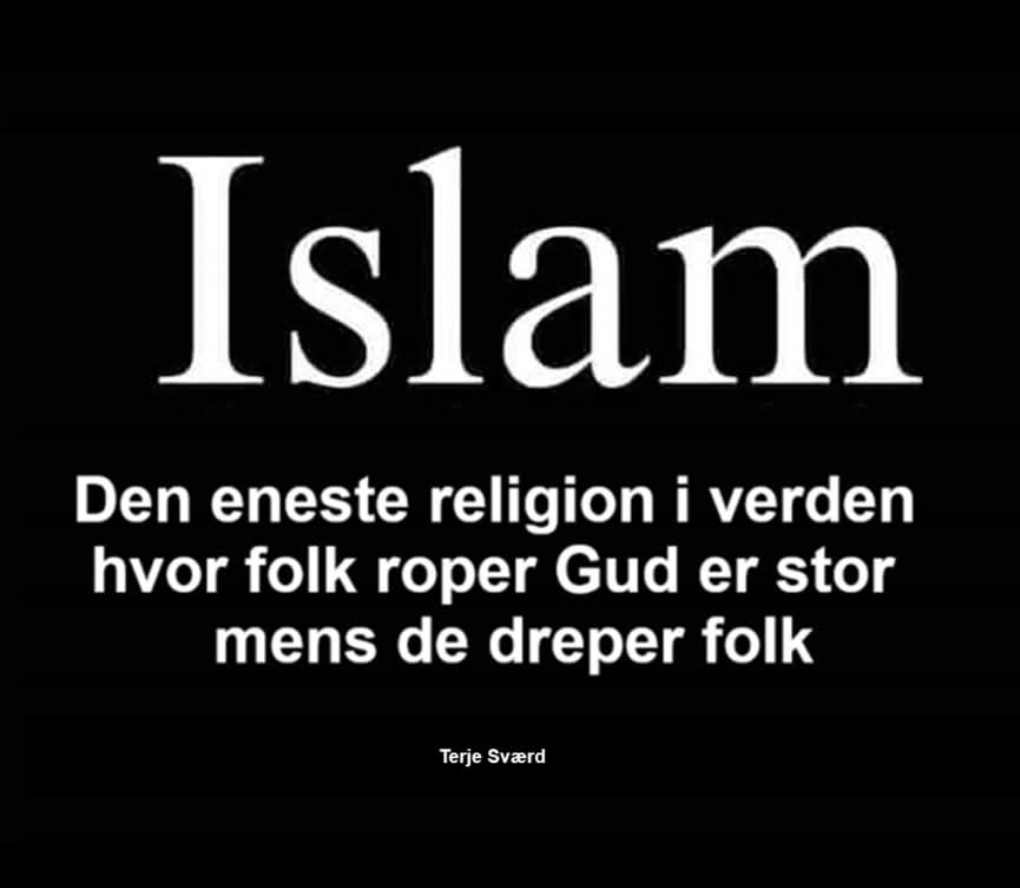 Islam
Den eneste religion i verden
hvor folk roper Gud er stor
mens de dreper folk
Terje Sværd